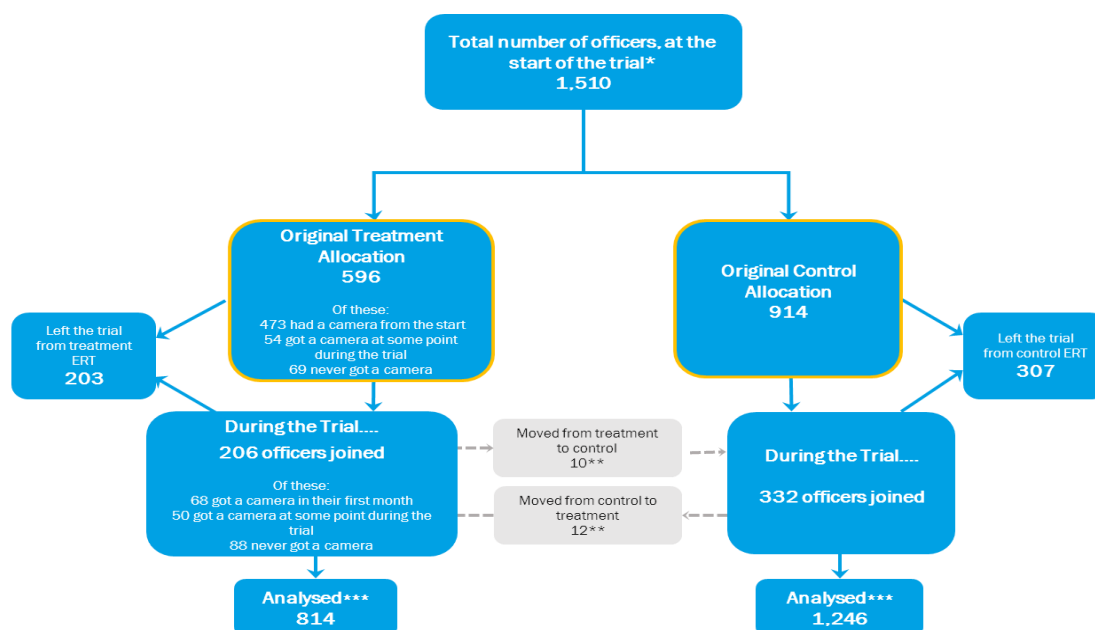 Total number of officers, at the
start of the trial*
1,510
Original Treatment
Allocation
596
Of these:
473 had a camera from the start
54 got a camera at some point
during the trial
69 never got a camera
Original Control
Allocation
914
Left the trial
from treatment
ERT
203
Left the trial
from control ERT
307
During the Trial....
206 officers joined
Of these:
68 got a camera in their first month
50 got a camera at some point during the
trial
88 never got a camera
Moved from treatment
to control
10**
Moved from control to
treatment
12**
During the Trial....
332 officers joined
Analysed***
814
Analysed***
1,246